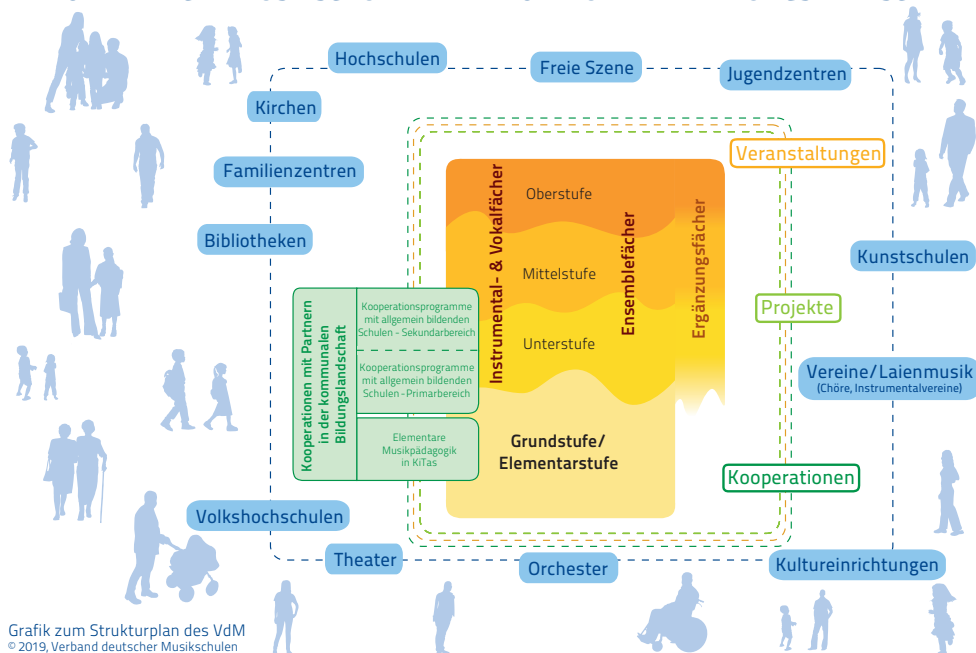 Hochschulen
Freie Szene
Jugendzentren
Kirchen
Veranstaltungen
Familienzentren
Bibliotheken
Kunstschulen
Instrumental- & Vokalfächer
Oberstufe
Mittelstufe
Unterstufe
Ensemblefächer
Ergänzungsfächer
Projekte
Kooperationen mit Partnern
in der kommunalen
Bildungslandschaft
Kooperationsprogramme
mit allgemein bildenden
Schulen - Sekundarbereich
Kooperationsprogramme
mit allgemein bildenden
Schulen - Primarbereich
Elementare
Musikpädagogik
in KiTas
Vereine/Laienmusik
(Chöre, Instrumentalvereine)
Grundstufe/
Elementarstufe
Kooperationen
Volkshochschulen
Theater
Orchester
Kultureinrichtungen
Grafik zum Strukturplan des VdM
© 2019, Verband deutscher Musikschulen